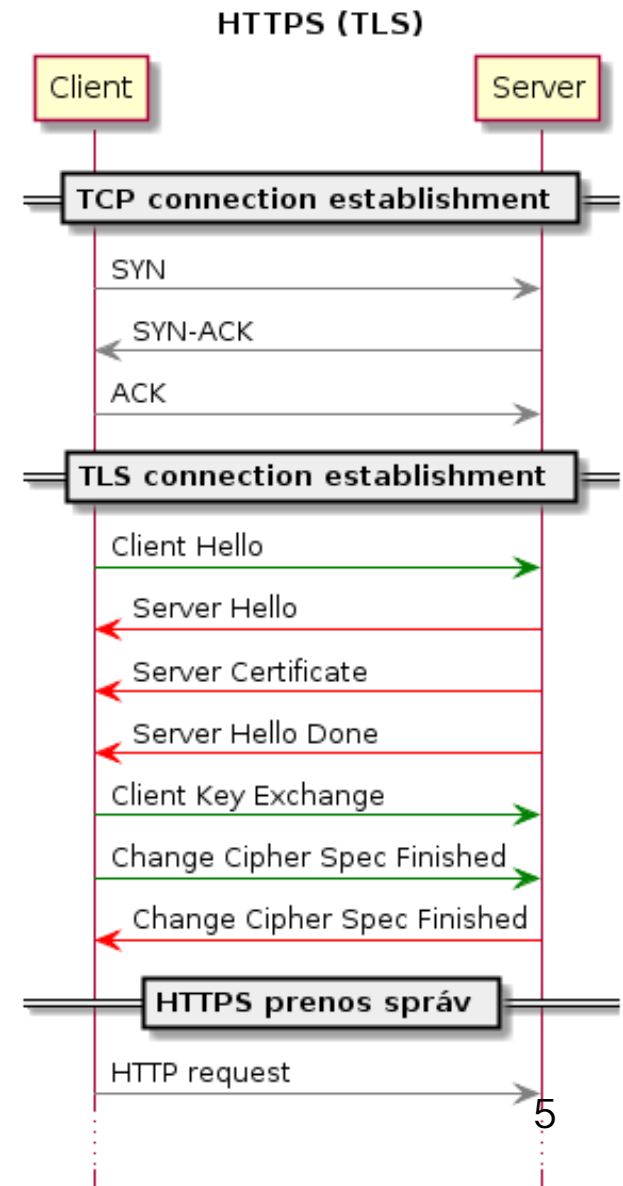 HTTPS (TLS)
Client
Server
TCP connection establishment
SYN
SYN-ACK
ACK
TLS connection establishment
Client Hello
Server Hello
Server Certificate
Server Hello Done
Client Key Exchange
Change Cipher Spec Finished
Change Cipher Spec Finished
HTTPS prenos správ
HTTP request
5